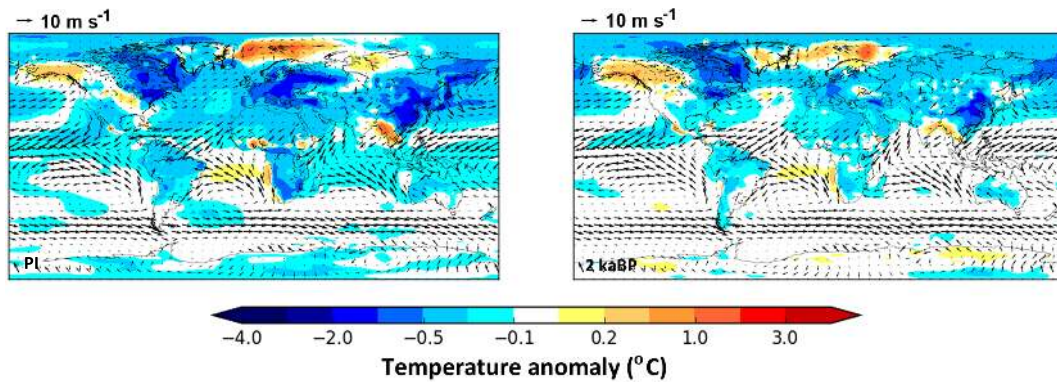 → 10 m s⁻¹
→ 10 m s⁻¹
PI
2 kaBP
−4.0 −2.0 −0.5 −0.1 0.2 1.0 3.0
Temperature anomaly (°C)